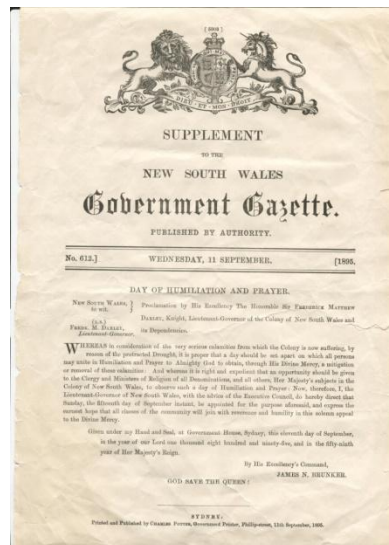 SUPPLEMENT
TO THE
NEW SOUTH WALES
Government Gazette.
PUBLISHED BY AUTHORITY.
No. 612.] WEDNESDAY, 11 SEPTEMBER. [1895.
DAY OF HUMILIATION AND PRAYER.
NEW SOUTH WALES, to wit. } Proclamation by His Excellency The Honorable Sir FREDERICK MATTHEW
(L.S.) DARLEY, Knight, Lieutenant-Governor of the Colony of New South Wales and
FREDK. M. DARLEY, Lieutenant-Governor. its Dependencies.
WHEREAS in consideration of the very serious calamities from which the Colony is now suffering, by
reason of the protracted Drought, it is proper that a day should be set apart on which all persons
may unite in Humiliation and Prayer to Almighty God to obtain, through His Divine Mercy, a mitigation
or removal of those calamities: And whereas it is right and expedient that an opportunity should be given
to the Clergy and Ministers of Religion of all Denominations, and all others, Her Majesty's subjects in the
Colony of New South Wales, to observe such a day of Humiliation and Prayer: Now, therefore, I, the
Lieutenant-Governor of New South Wales, with the advice of the Executive Council, do hereby direct that
Sunday, the fifteenth day of September instant, be appointed for the purpose aforesaid, and express the
earnest hope that all classes of the community will join with reverence and humility in this solemn appeal
to the Divine Mercy.
Given under my Hand and Seal, at Government House, Sydney, this eleventh day of September,
in the year of our Lord one thousand eight hundred and ninety-five, and in the fifty-ninth
year of Her Majesty's Reign.
By His Excellency's Command,
JAMES N. BRUNKER.
GOD SAVE THE QUEEN!
SYDNEY:
Printed and Published by CHARLES POTTER, Government Printer, Phillip-street, 11th September, 1895.